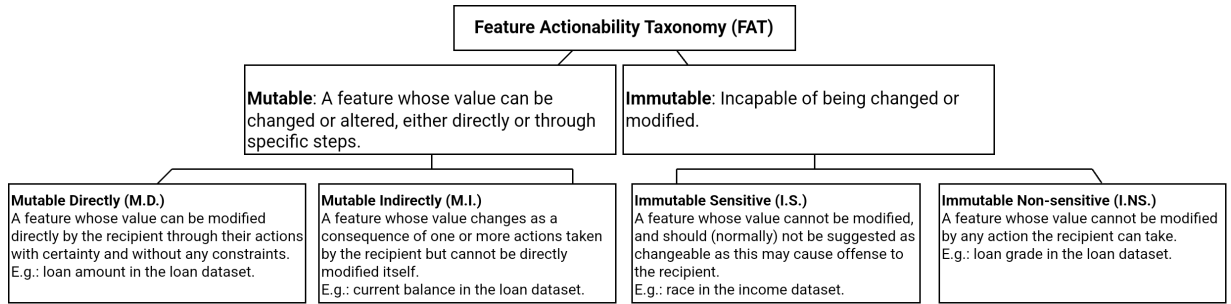 Feature Actionability Taxonomy (FAT)
Mutable: A feature whose value can be
changed or altered, either directly or through
specific steps.
Immutable: Incapable of being changed or
modified.
Mutable Directly (M.D.)
A feature whose value can be modified
directly by the recipient through their actions
with certainty and without any constraints.
E.g.: loan amount in the loan dataset.
Mutable Indirectly (M.I.)
A feature whose value changes as a
consequence of one or more actions taken
by the recipient but cannot be directly
modified itself.
E.g.: current balance in the loan dataset.
Immutable Sensitive (I.S.)
A feature whose value cannot be modified,
and should (normally) not be suggested as
changeable as this may cause offense to
the recipient.
E.g.: race in the income dataset.
Immutable Non-sensitive (I.NS.)
A feature whose value cannot be modified
by any action the recipient can take.
E.g.: loan grade in the loan dataset.